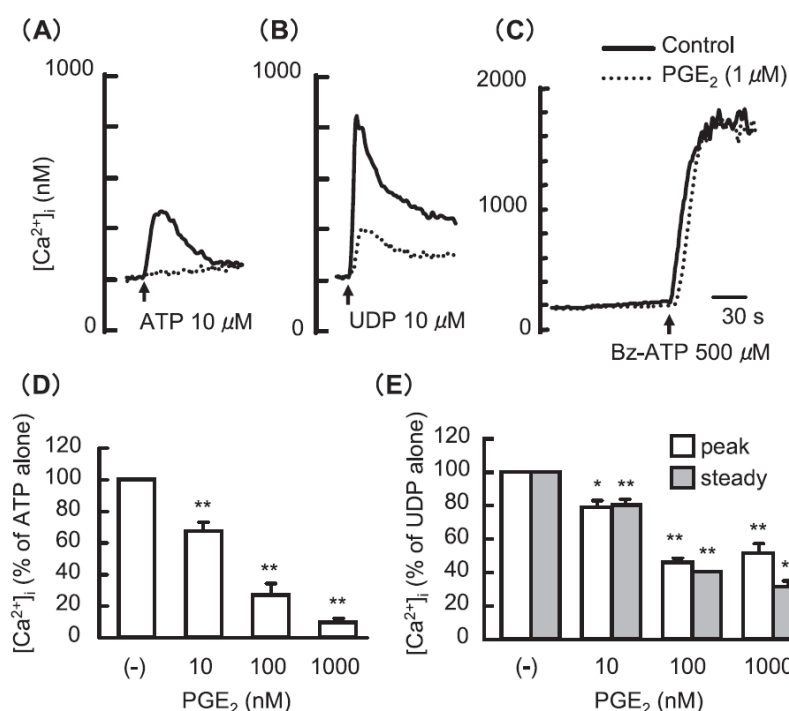 (A)
1000
0
[Ca²⁺]ᵢ (nM)
ATP 10 μM
(B)
1000
0
UDP 10 μM
(C)
Control
PGE₂ (1 μM)
2000
1000
0
30 s
Bz-ATP 500 μM
(D)
[Ca²⁺]ᵢ (% of ATP alone)
120
100
80
60
40
20
0
**
**
**
(-) 10 100 1000
PGE₂ (nM)
(E)
[Ca²⁺]ᵢ (% of UDP alone)
120
100
80
60
40
20
0
peak
steady
* **
** **
** *
(-) 10 100 1000
PGE₂ (nM)